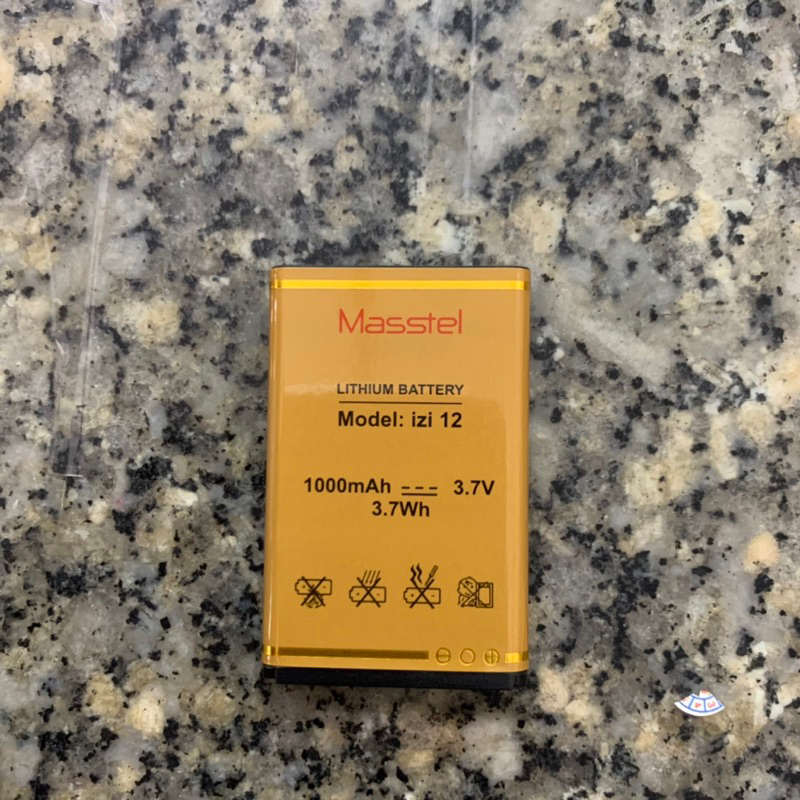 Masstel
LITHIUM BATTERY
Model: izi 12
1000mAh 3.7V
3.7Wh